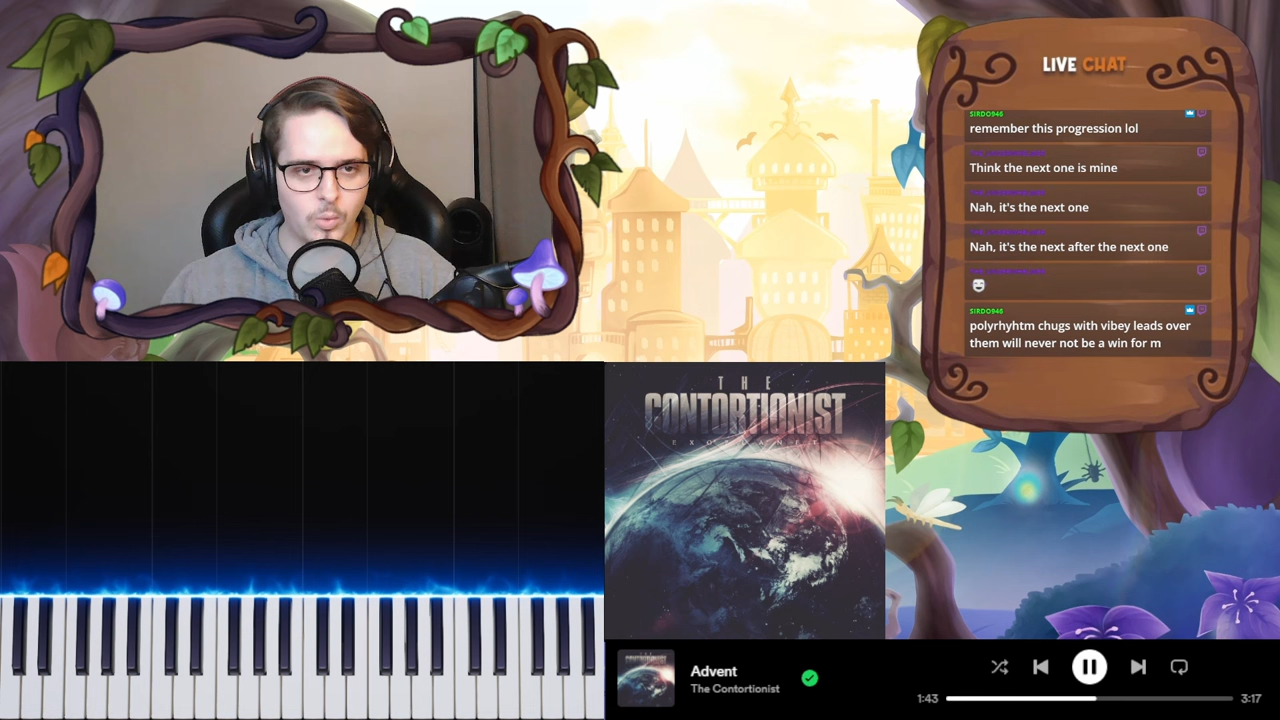 LIVE CHAT
SIRDO946
remember this progression lol
Think the next one is mine
Nah, it's the next one
Nah, it's the next after the next one
SIRDO946
polyrhyhtm chugs with vibey leads over
them will never not be a win for m
THE
CONTORTIONIST
EXOPLANET
Advent
The Contortionist
1:43
3:17